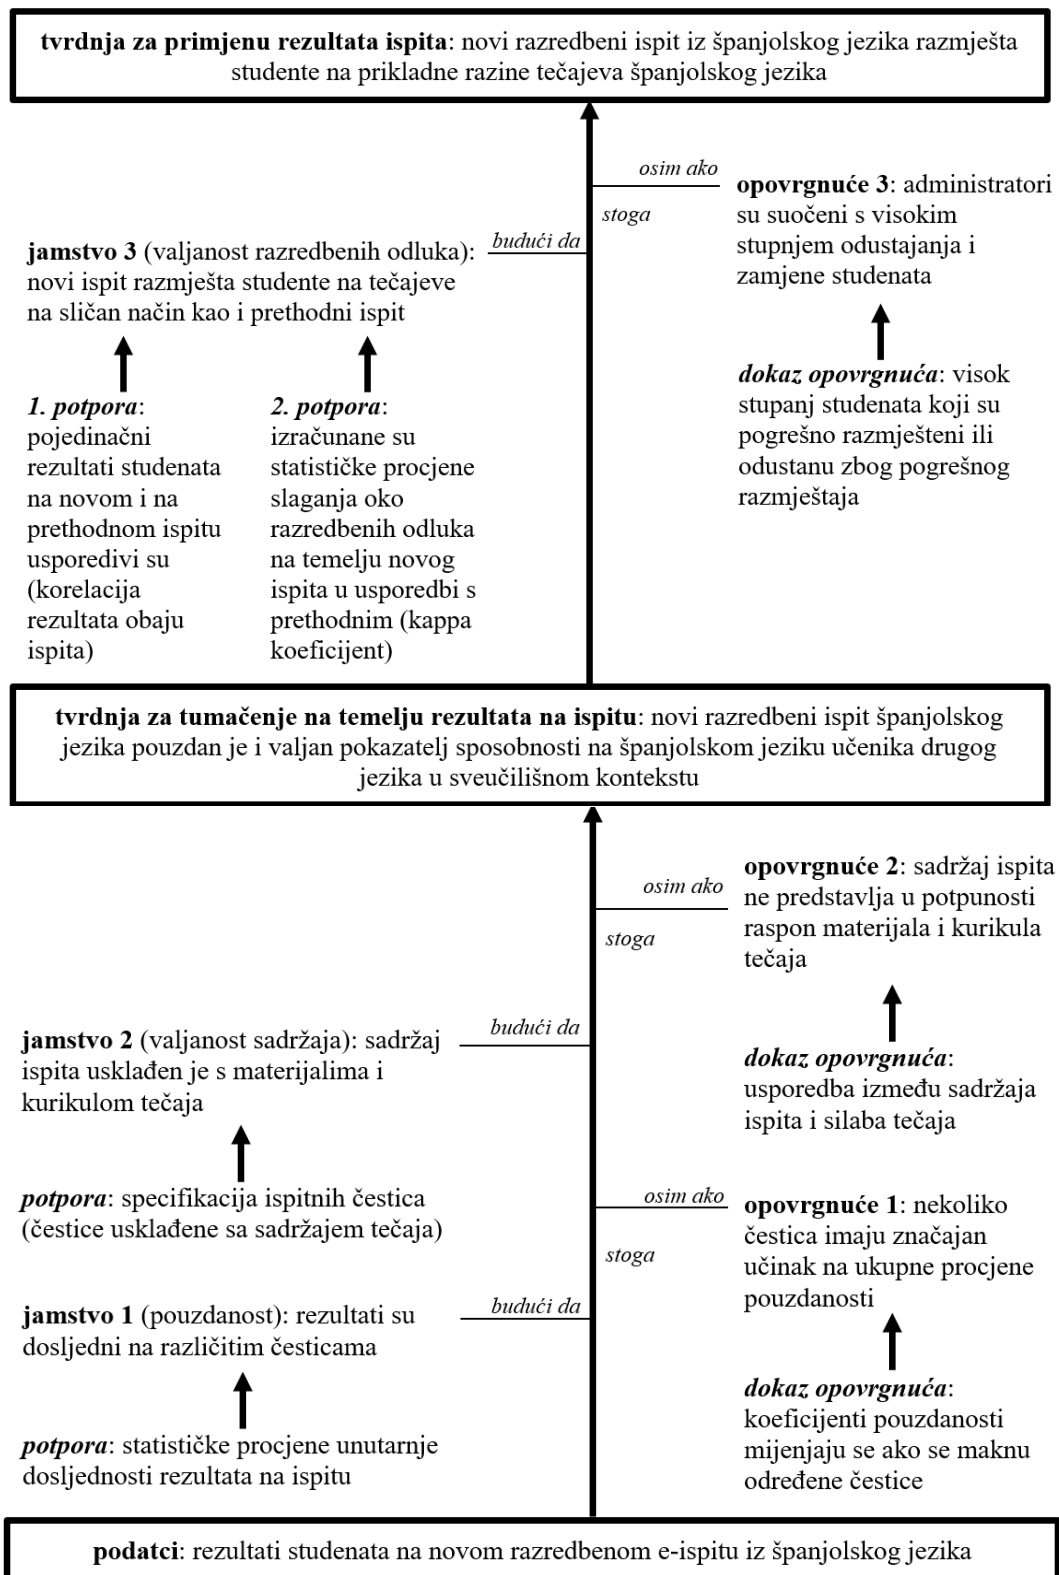 tvrdnja za primjenu rezultata ispita: novi razredbeni ispit iz španjolskog jezika razmješta
studente na prikladne razine tečajeva španjolskog jezika
osim ako
stoga
opovrgnuće 3: administratori
su suočeni s visokim
stupnjem odustajanja i
zamjene studenata
budući da
jamstvo 3 (valjanost razredbenih odluka):
novi ispit razmješta studente na tečajeve
na sličan način kao i prethodni ispit
dokaz opovrgnuća: visok
stupanj studenata koji su
pogrešno razmješteni ili
odustanu zbog pogrešnog
razmještaja
1. potpora:
pojedinačni
rezultati studenata
na novom i na
prethodnom ispitu
usporedivi su
(korelacija
rezultata obaju
ispita)
2. potpora:
izračunane su
statističke procjene
slaganja oko
razredbenih odluka
na temelju novog
ispita u usporedbi s
prethodnim (kappa
koeficijent)
tvrdnja za tumačenje na temelju rezultata na ispitu: novi razredbeni ispit španjolskog
jezika pouzdan je i valjan pokazatelj sposobnosti na španjolskom jeziku učenika drugog
jezika u sveučilišnom kontekstu
osim ako
stoga
opovrgnuće 2: sadržaj ispita
ne predstavlja u potpunosti
raspon materijala i kurikula
tečaja
budući da
jamstvo 2 (valjanost sadržaja): sadržaj
ispita usklađen je s materijalima i
kurikulom tečaja
dokaz opovrgnuća:
usporedba između sadržaja
ispita i silaba tečaja
potpora: specifikacija ispitnih čestica
(čestice usklađene sa sadržajem tečaja)
osim ako
stoga
opovrgnuće 1: nekoliko
čestica imaju značajan
učinak na ukupne procjene
pouzdanosti
budući da
jamstvo 1 (pouzdanost): rezultati su
dosljedni na različitim česticama
dokaz opovrgnuća:
koeficijenti pouzdanosti
mijenjaju se ako se maknu
određene čestice
potpora: statističke procjene unutarnje
dosljednosti rezultata na ispitu
podatci: rezultati studenata na novom razredbenom e-ispitu iz španjolskog jezika